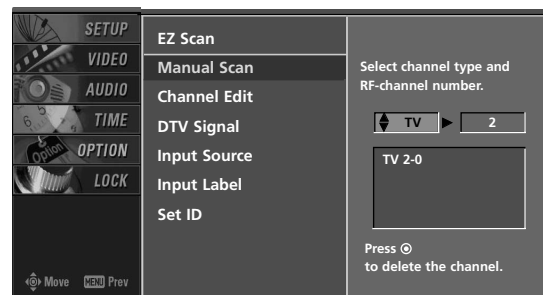 SETUP
VIDEO
AUDIO
TIME
OPTION
LOCK
Move MENU Prev
EZ Scan
Manual Scan
Channel Edit
DTV Signal
Input Source
Input Label
Set ID
Select channel type and
RF-channel number.
TV 2
TV 2-0
Press
to delete the channel.